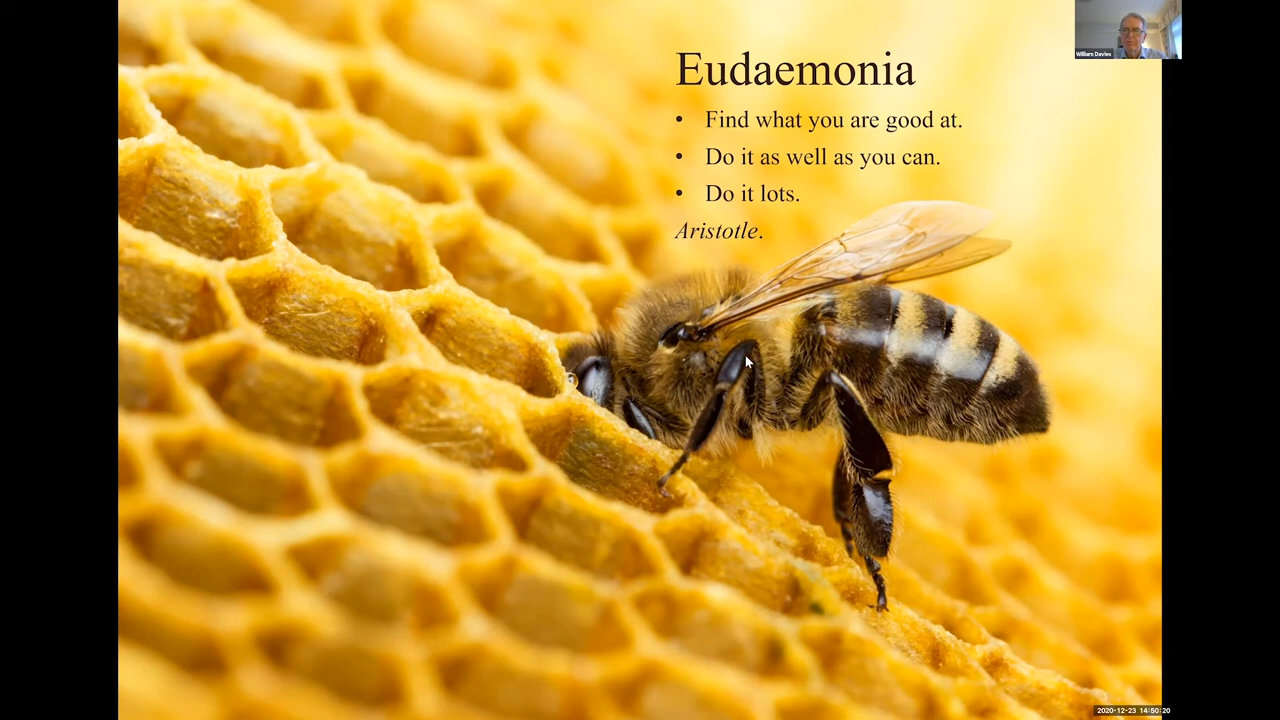 Eudaemonia
• Find what you are good at.
• Do it as well as you can.
• Do it lots.
Aristotle.
William Davies
2020-12-23 14:50:20